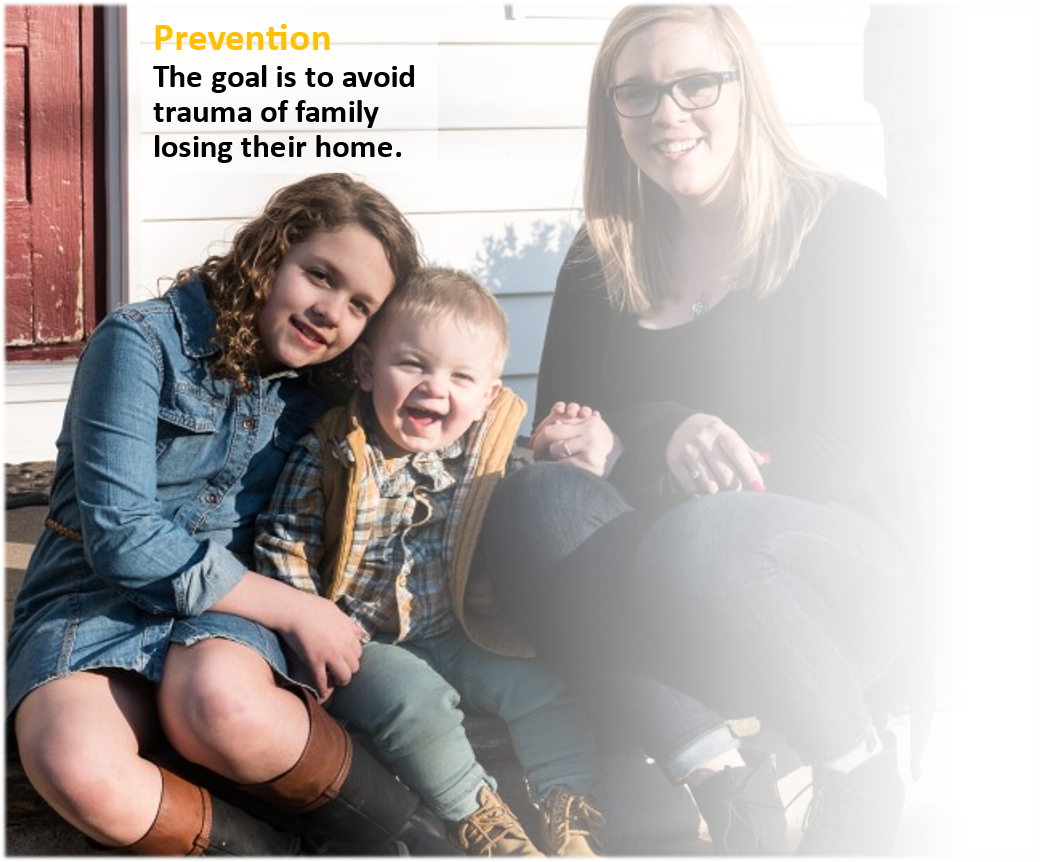 Prevention
The goal is to avoid
trauma of family
losing their home.